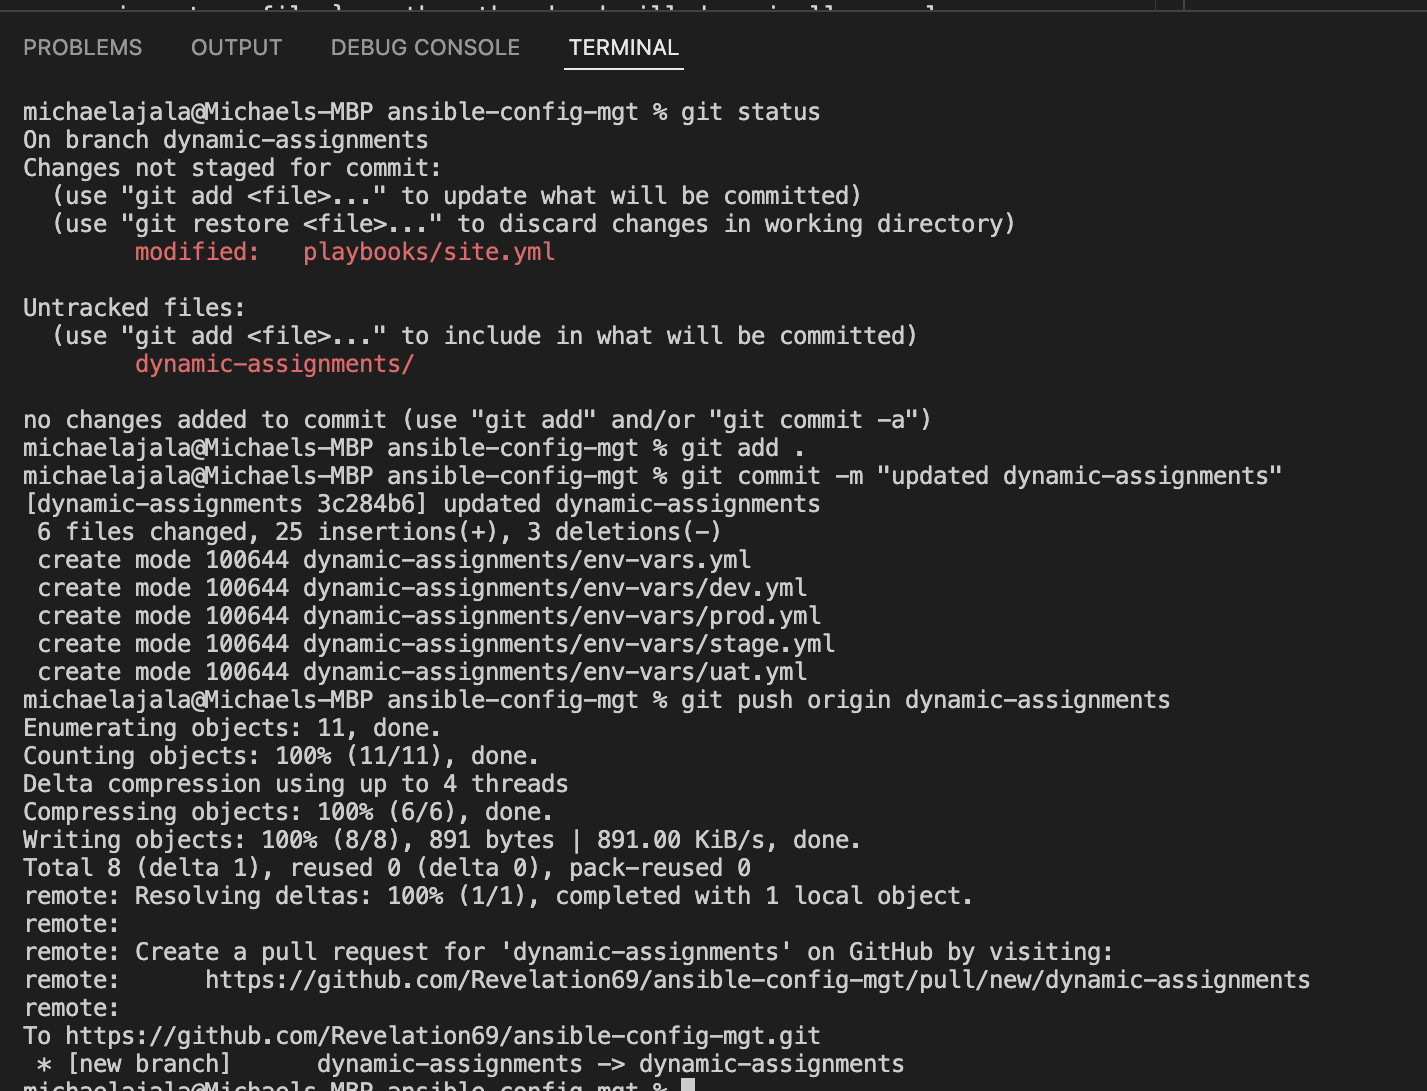 PROBLEMS OUTPUT DEBUG CONSOLE TERMINAL
michaelajala@Michaels-MBP ansible-config-mgt % git status
On branch dynamic-assignments
Changes not staged for commit:
  (use "git add <file>..." to update what will be committed)
  (use "git restore <file>..." to discard changes in working directory)
        modified:   playbooks/site.yml
Untracked files:
  (use "git add <file>..." to include in what will be committed)
        dynamic-assignments/
no changes added to commit (use "git add" and/or "git commit -a")
michaelajala@Michaels-MBP ansible-config-mgt % git add .
michaelajala@Michaels-MBP ansible-config-mgt % git commit -m "updated dynamic-assignments"
[dynamic-assignments 3c284b6] updated dynamic-assignments
 6 files changed, 25 insertions(+), 3 deletions(-)
 create mode 100644 dynamic-assignments/env-vars.yml
 create mode 100644 dynamic-assignments/env-vars/dev.yml
 create mode 100644 dynamic-assignments/env-vars/prod.yml
 create mode 100644 dynamic-assignments/env-vars/stage.yml
 create mode 100644 dynamic-assignments/env-vars/uat.yml
michaelajala@Michaels-MBP ansible-config-mgt % git push origin dynamic-assignments
Enumerating objects: 11, done.
Counting objects: 100% (11/11), done.
Delta compression using up to 4 threads
Compressing objects: 100% (6/6), done.
Writing objects: 100% (8/8), 891 bytes | 891.00 KiB/s, done.
Total 8 (delta 1), reused 0 (delta 0), pack-reused 0
remote: Resolving deltas: 100% (1/1), completed with 1 local object.
remote:
remote: Create a pull request for 'dynamic-assignments' on GitHub by visiting:
remote:      https://github.com/Revelation69/ansible-config-mgt/pull/new/dynamic-assignments
remote:
To https://github.com/Revelation69/ansible-config-mgt.git
 * [new branch]      dynamic-assignments -> dynamic-assignments
michaelajala@Michaels-MBP ansible-config-mgt %